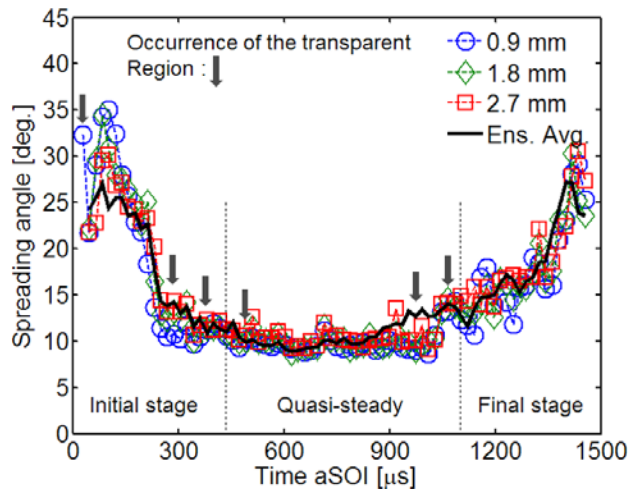 45
40
35
30
25
20
15
10
5
0
Spreading angle [deg.]
Occurrence of the transparent
Region :
0.9 mm
1.8 mm
2.7 mm
Ens. Avg
Initial stage
Quasi-steady
Final stage
0 300 600 900 1200 1500
Time aSOI [μs]